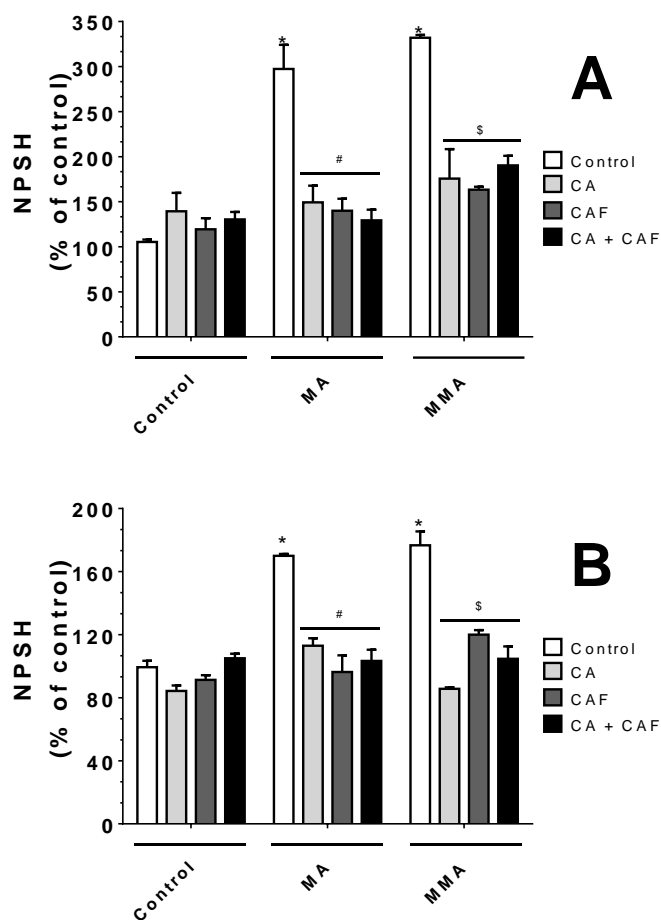 350
300
250
200
150
100
50
0
NPSH
(% of control)
*
#
*
$
A
Control
CA
CAF
CA + CAF
Control
MA
MMA
200
160
120
80
40
0
NPSH
(% of control)
*
#
*
$
B
Control
CA
CAF
CA + CAF
Control
MA
MMA